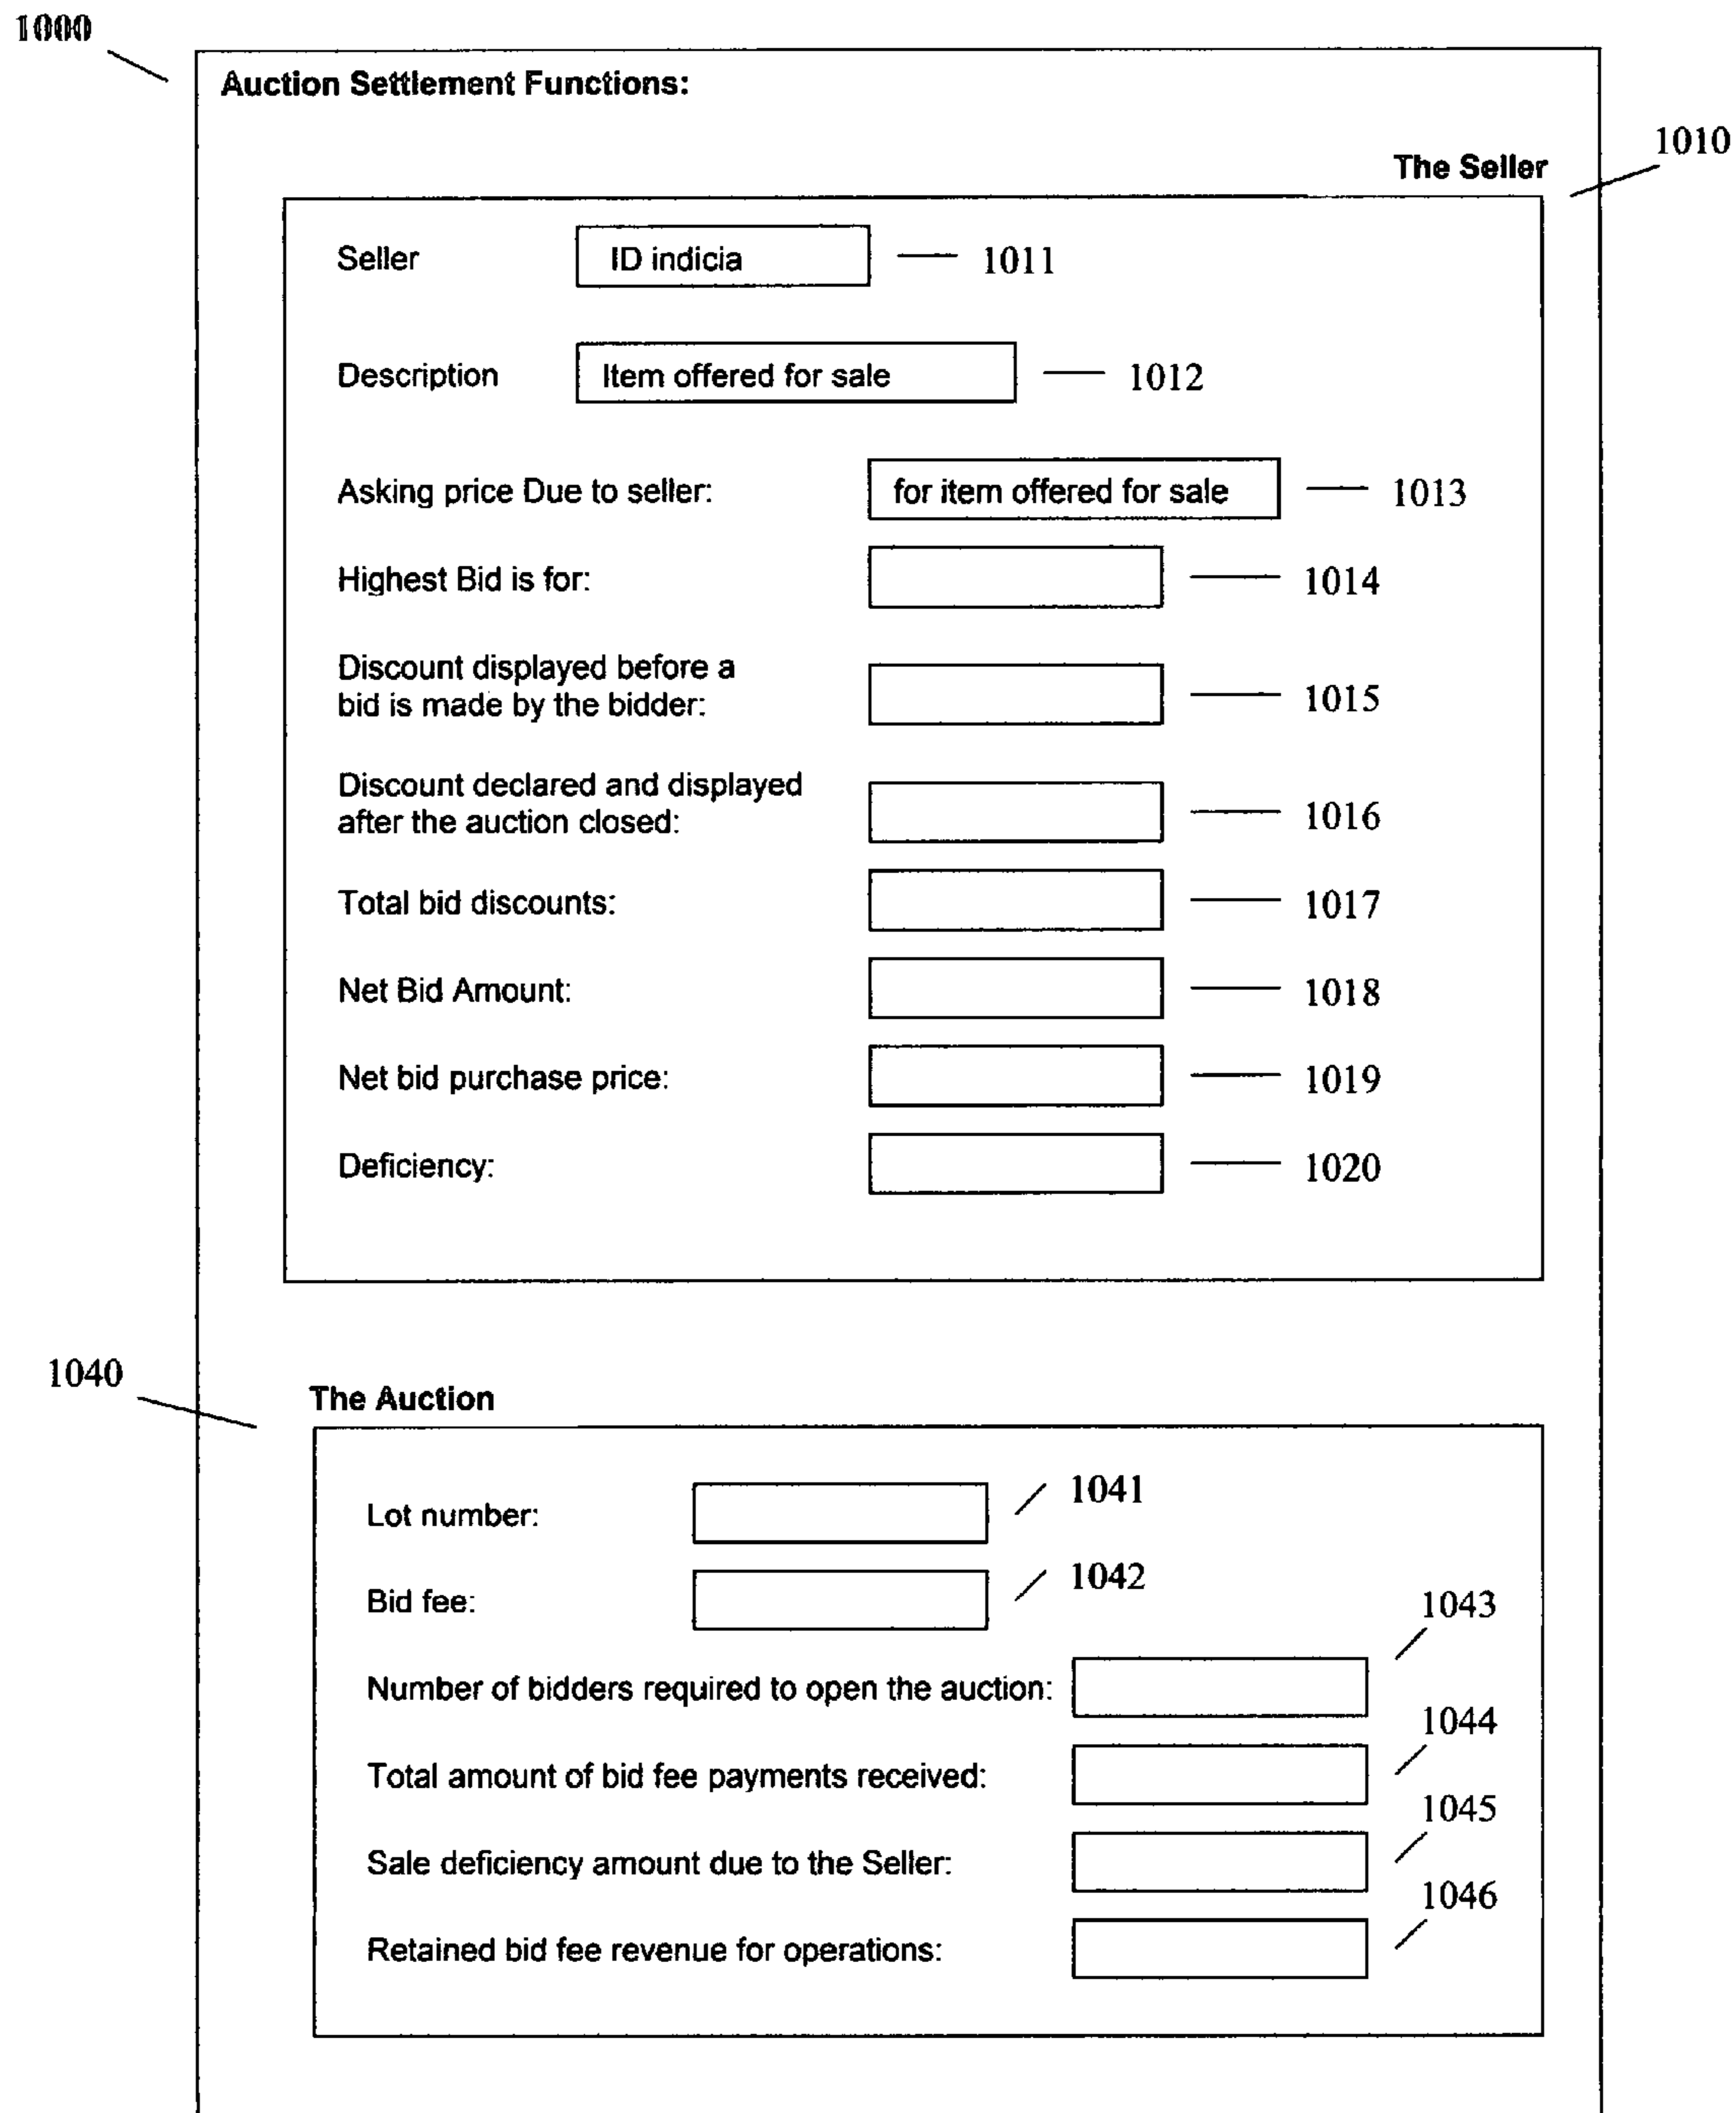 1000
Auction Settlement Functions:
1010
The Seller
Seller ID indicia 1011
Description Item offered for sale 1012
Asking price Due to seller: for item offered for sale 1013
Highest Bid is for: 1014
Discount displayed before a
bid is made by the bidder: 1015
Discount declared and displayed
after the auction closed: 1016
Total bid discounts: 1017
Net Bid Amount: 1018
Net bid purchase price: 1019
Deficiency: 1020
1040
The Auction
Lot number: 1041
Bid fee: 1042
1043
Number of bidders required to open the auction:
1044
Total amount of bid fee payments received:
1045
Sale deficiency amount due to the Seller:
1046
Retained bid fee revenue for operations: